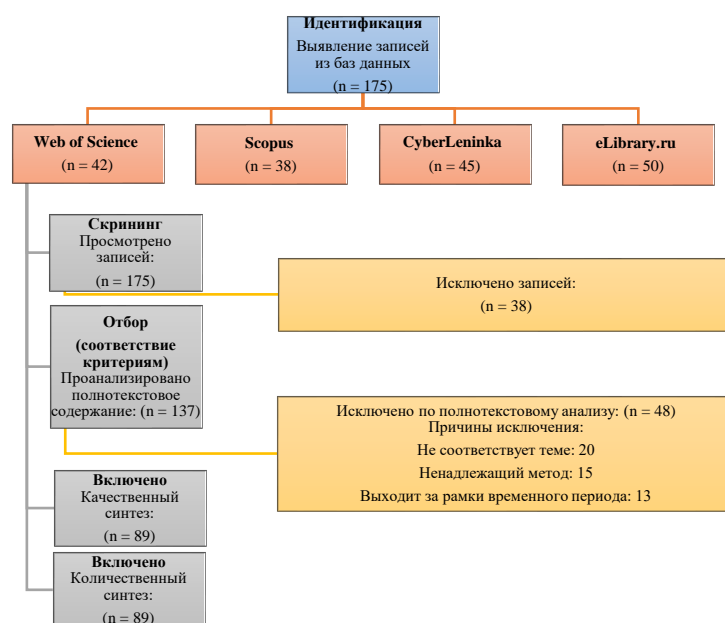 Идентификация
Выявление записей
из баз данных
(n = 175)
Web of Science
(n = 42)
Scopus
(n = 38)
CyberLeninka
(n = 45)
eLibrary.ru
(n = 50)
Скрининг
Просмотрено
записей:
(n = 175)
Исключено записей:
(n = 38)
Отбор
(соответствие
критериям)
Проанализировано
полнотекстовое
содержание: (n = 137)
Исключено по полнотекстовому анализу: (n = 48)
Причины исключения:
Не соответствует теме: 20
Ненадлежащий метод: 15
Выходит за рамки временного периода: 13
Включено
Качественный
синтез:
(n = 89)
Включено
Количественный
синтез:
(n = 89)